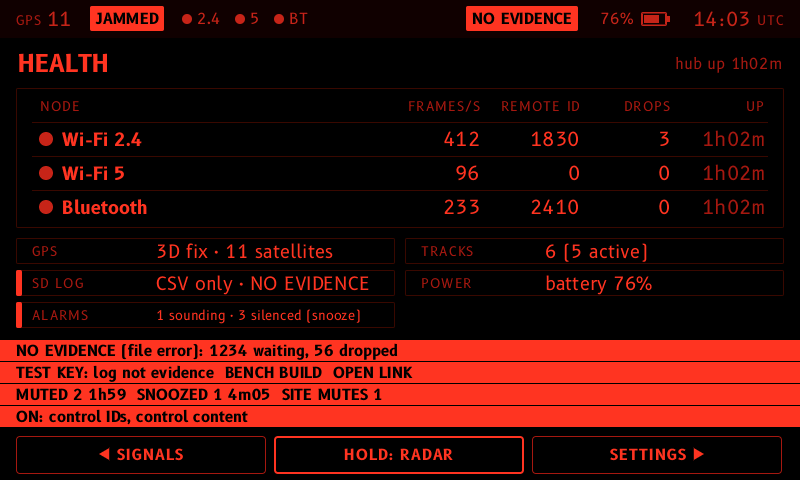 GPS 11 JAMMED 2.4 5 BT NO EVIDENCE 76% 14:03 UTC
HEALTH hub up 1h02m
NODE FRAMES/S REMOTE ID DROPS UP
Wi-Fi 2.4 412 1830 3 1h02m
Wi-Fi 5 96 0 0 1h02m
Bluetooth 233 2410 0 1h02m
GPS 3D fix · 11 satellites TRACKS 6 (5 active)
SD LOG CSV only · NO EVIDENCE POWER battery 76%
ALARMS 1 sounding · 3 silenced (snooze)
NO EVIDENCE (file error): 1234 waiting, 56 dropped
TEST KEY: log not evidence BENCH BUILD OPEN LINK
MUTED 2 1h59 SNOOZED 1 4m05 SITE MUTES 1
ON: control IDs, control content
◀ SIGNALS HOLD: RADAR SETTINGS ▶